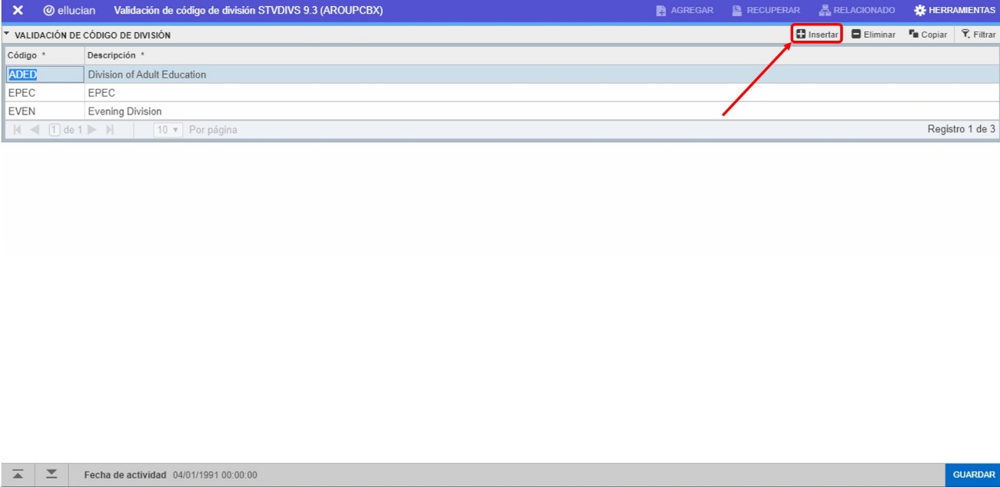 ellucian Validación de código de división STVDIVS 9.3 (AROUPCBX) AGREGAR RECUPERAR RELACIONADO HERRAMIENTAS
VALIDACIÓN DE CÓDIGO DE DIVISIÓN Insertar Eliminar Copiar Filtrar
Código * Descripción *
ADED Division of Adult Education
EPEC EPEC
EVEN Evening Division
1 de 1 10 Por página Registro 1 de 3
Fecha de actividad 04/01/1991 00:00:00 GUARDAR